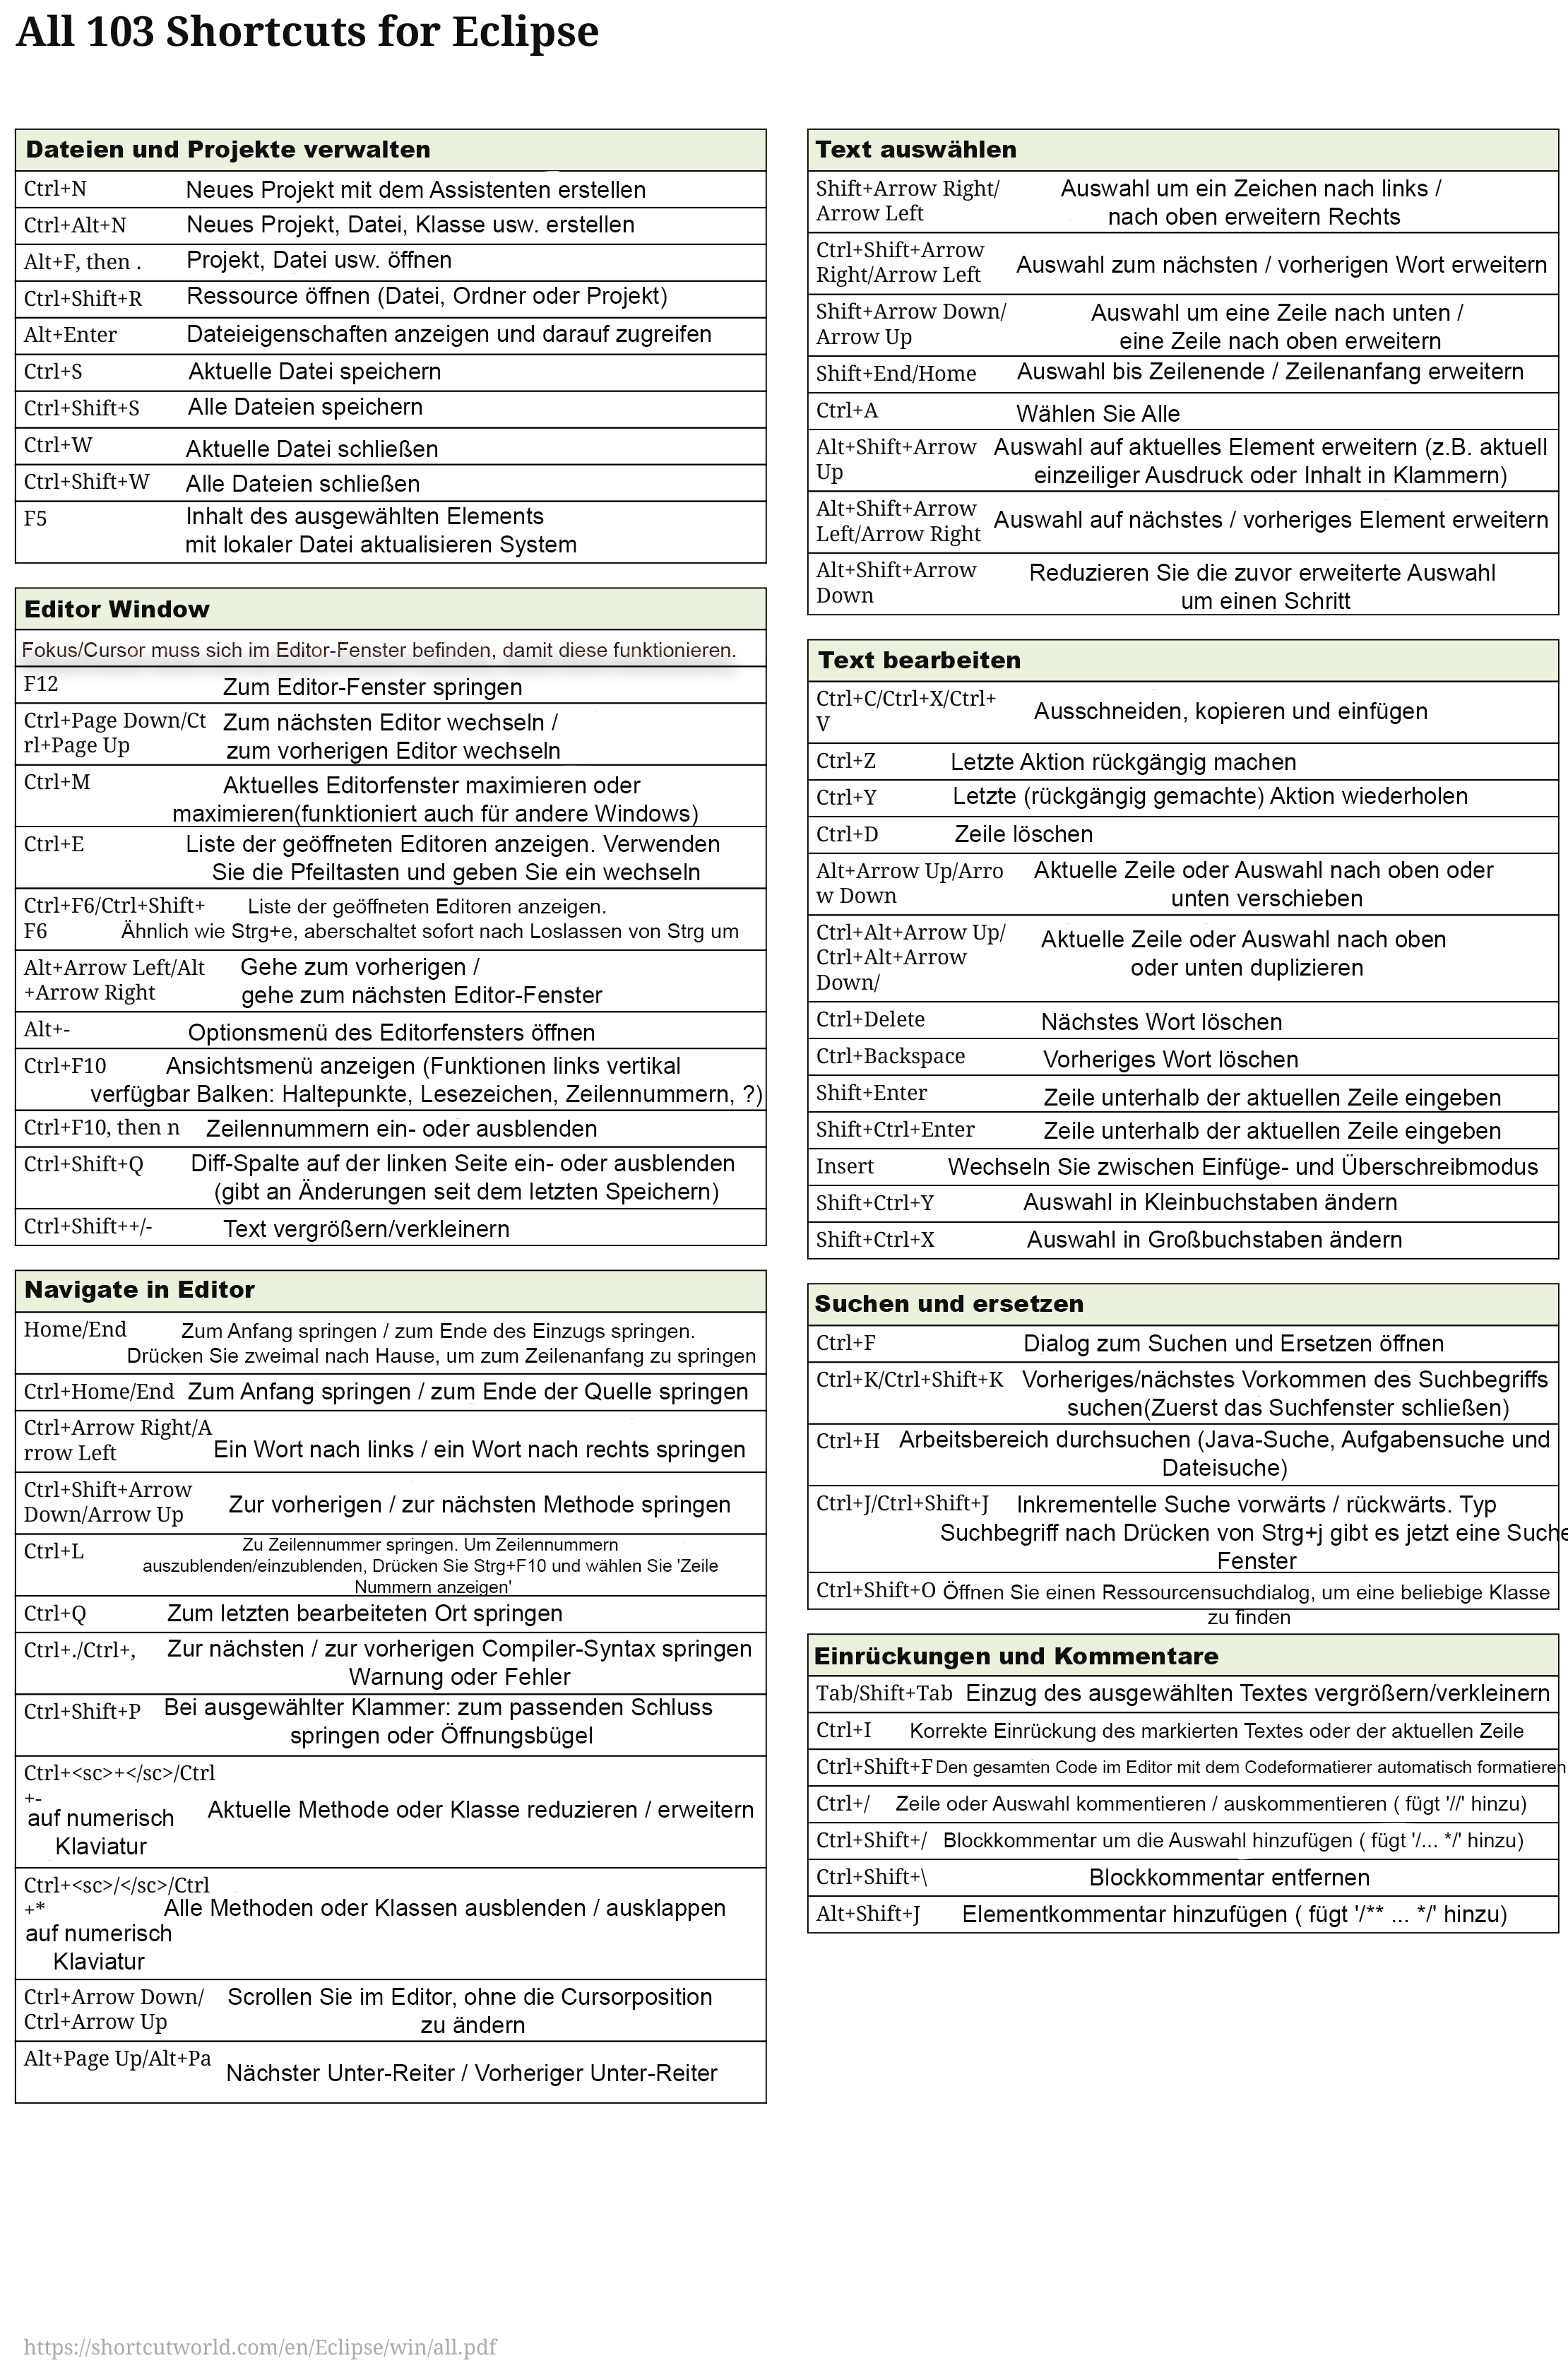 All 103 Shortcuts for Eclipse
Dateien und Projekte verwalten
Ctrl+N Neues Projekt mit dem Assistenten erstellen
Ctrl+Alt+N Neues Projekt, Datei, Klasse usw. erstellen
Alt+F, then . Projekt, Datei usw. öffnen
Ctrl+Shift+R Ressource öffnen (Datei, Ordner oder Projekt)
Alt+Enter Dateieigenschaften anzeigen und darauf zugreifen
Ctrl+S Aktuelle Datei speichern
Ctrl+Shift+S Alle Dateien speichern
Ctrl+W Aktuelle Datei schließen
Ctrl+Shift+W Alle Dateien schließen
F5 Inhalt des ausgewählten Elements
mit lokaler Datei aktualisieren System
Editor Window
Fokus/Cursor muss sich im Editor-Fenster befinden, damit diese funktionieren.
F12 Zum Editor-Fenster springen
Ctrl+Page Down/Ct Zum nächsten Editor wechseln /
rl+Page Up zum vorherigen Editor wechseln
Ctrl+M Aktuelles Editorfenster maximieren oder
maximieren(funktioniert auch für andere Windows)
Ctrl+E Liste der geöffneten Editoren anzeigen. Verwenden
Sie die Pfeiltasten und geben Sie ein wechseln
Ctrl+F6/Ctrl+Shift+ Liste der geöffneten Editoren anzeigen.
F6 Ähnlich wie Strg+e, aberschaltet sofort nach Loslassen von Strg um
Alt+Arrow Left/Alt Gehe zum vorherigen /
+Arrow Right gehe zum nächsten Editor-Fenster
Alt+- Optionsmenü des Editorfensters öffnen
Ctrl+F10 Ansichtsmenü anzeigen (Funktionen links vertikal
verfügbar Balken: Haltepunkte, Lesezeichen, Zeilennummern, ?)
Ctrl+F10, then n Zeilennummern ein- oder ausblenden
Ctrl+Shift+Q Diff-Spalte auf der linken Seite ein- oder ausblenden
(gibt an Änderungen seit dem letzten Speichern)
Ctrl+Shift++/- Text vergrößern/verkleinern
Navigate in Editor
Home/End Zum Anfang springen / zum Ende des Einzugs springen.
Drücken Sie zweimal nach Hause, um zum Zeilenanfang zu springen
Ctrl+Home/End Zum Anfang springen / zum Ende der Quelle springen
Ctrl+Arrow Right/A
rrow Left Ein Wort nach links / ein Wort nach rechts springen
Ctrl+Shift+Arrow
Down/Arrow Up Zur vorherigen / zur nächsten Methode springen
Ctrl+L Zu Zeilennummer springen. Um Zeilennummern
auszublenden/einzublenden, Drücken Sie Strg+F10 und wählen Sie 'Zeile
Nummern anzeigen'
Ctrl+Q Zum letzten bearbeiteten Ort springen
Ctrl+./Ctrl+, Zur nächsten / zur vorherigen Compiler-Syntax springen
Warnung oder Fehler
Ctrl+Shift+P Bei ausgewählter Klammer: zum passenden Schluss
springen oder Öffnungsbügel
Ctrl+<sc>+</sc>/Ctrl
+-
auf numerisch Aktuelle Methode oder Klasse reduzieren / erweitern
Klaviatur
Ctrl+<sc>/</sc>/Ctrl
+* Alle Methoden oder Klassen ausblenden / ausklappen
auf numerisch
Klaviatur
Ctrl+Arrow Down/ Scrollen Sie im Editor, ohne die Cursorposition
Ctrl+Arrow Up zu ändern
Alt+Page Up/Alt+Pa
Nächster Unter-Reiter / Vorheriger Unter-Reiter
Text auswählen
Shift+Arrow Right/ Auswahl um ein Zeichen nach links /
Arrow Left nach oben erweitern Rechts
Ctrl+Shift+Arrow
Right/Arrow Left Auswahl zum nächsten / vorherigen Wort erweitern
Shift+Arrow Down/ Auswahl um eine Zeile nach unten /
Arrow Up eine Zeile nach oben erweitern
Shift+End/Home Auswahl bis Zeilenende / Zeilenanfang erweitern
Ctrl+A Wählen Sie Alle
Alt+Shift+Arrow Auswahl auf aktuelles Element erweitern (z.B. aktuell
Up einzeiliger Ausdruck oder Inhalt in Klammern)
Alt+Shift+Arrow
Left/Arrow Right Auswahl auf nächstes / vorheriges Element erweitern
Alt+Shift+Arrow Reduzieren Sie die zuvor erweiterte Auswahl
Down um einen Schritt
Text bearbeiten
Ctrl+C/Ctrl+X/Ctrl+ Ausschneiden, kopieren und einfügen
V
Ctrl+Z Letzte Aktion rückgängig machen
Ctrl+Y Letzte (rückgängig gemachte) Aktion wiederholen
Ctrl+D Zeile löschen
Alt+Arrow Up/Arro Aktuelle Zeile oder Auswahl nach oben oder
w Down unten verschieben
Ctrl+Alt+Arrow Up/ Aktuelle Zeile oder Auswahl nach oben
Ctrl+Alt+Arrow oder unten duplizieren
Down/
Ctrl+Delete Nächstes Wort löschen
Ctrl+Backspace Vorheriges Wort löschen
Shift+Enter Zeile unterhalb der aktuellen Zeile eingeben
Shift+Ctrl+Enter Zeile unterhalb der aktuellen Zeile eingeben
Insert Wechseln Sie zwischen Einfüge- und Überschreibmodus
Shift+Ctrl+Y Auswahl in Kleinbuchstaben ändern
Shift+Ctrl+X Auswahl in Großbuchstaben ändern
Suchen und ersetzen
Ctrl+F Dialog zum Suchen und Ersetzen öffnen
Ctrl+K/Ctrl+Shift+K Vorheriges/nächstes Vorkommen des Suchbegriffs
suchen(Zuerst das Suchfenster schließen)
Ctrl+H Arbeitsbereich durchsuchen (Java-Suche, Aufgabensuche und
Dateisuche)
Ctrl+J/Ctrl+Shift+J Inkrementelle Suche vorwärts / rückwärts. Typ
Suchbegriff nach Drücken von Strg+j gibt es jetzt eine Suche
Fenster
Ctrl+Shift+O Öffnen Sie einen Ressourcensuchdialog, um eine beliebige Klasse
zu finden
Einrückungen und Kommentare
Tab/Shift+Tab Einzug des ausgewählten Textes vergrößern/verkleinern
Ctrl+I Korrekte Einrückung des markierten Textes oder der aktuellen Zeile
Ctrl+Shift+F Den gesamten Code im Editor mit dem Codeformatierer automatisch formatieren
Ctrl+/ Zeile oder Auswahl kommentieren / auskommentieren ( fügt '//' hinzu)
Ctrl+Shift+/ Blockkommentar um die Auswahl hinzufügen ( fügt '/... */' hinzu)
Ctrl+Shift+\ Blockkommentar entfernen
Alt+Shift+J Elementkommentar hinzufügen ( fügt '/** ... */' hinzu)
https://shortcutworld.com/en/Eclipse/win/all.pdf